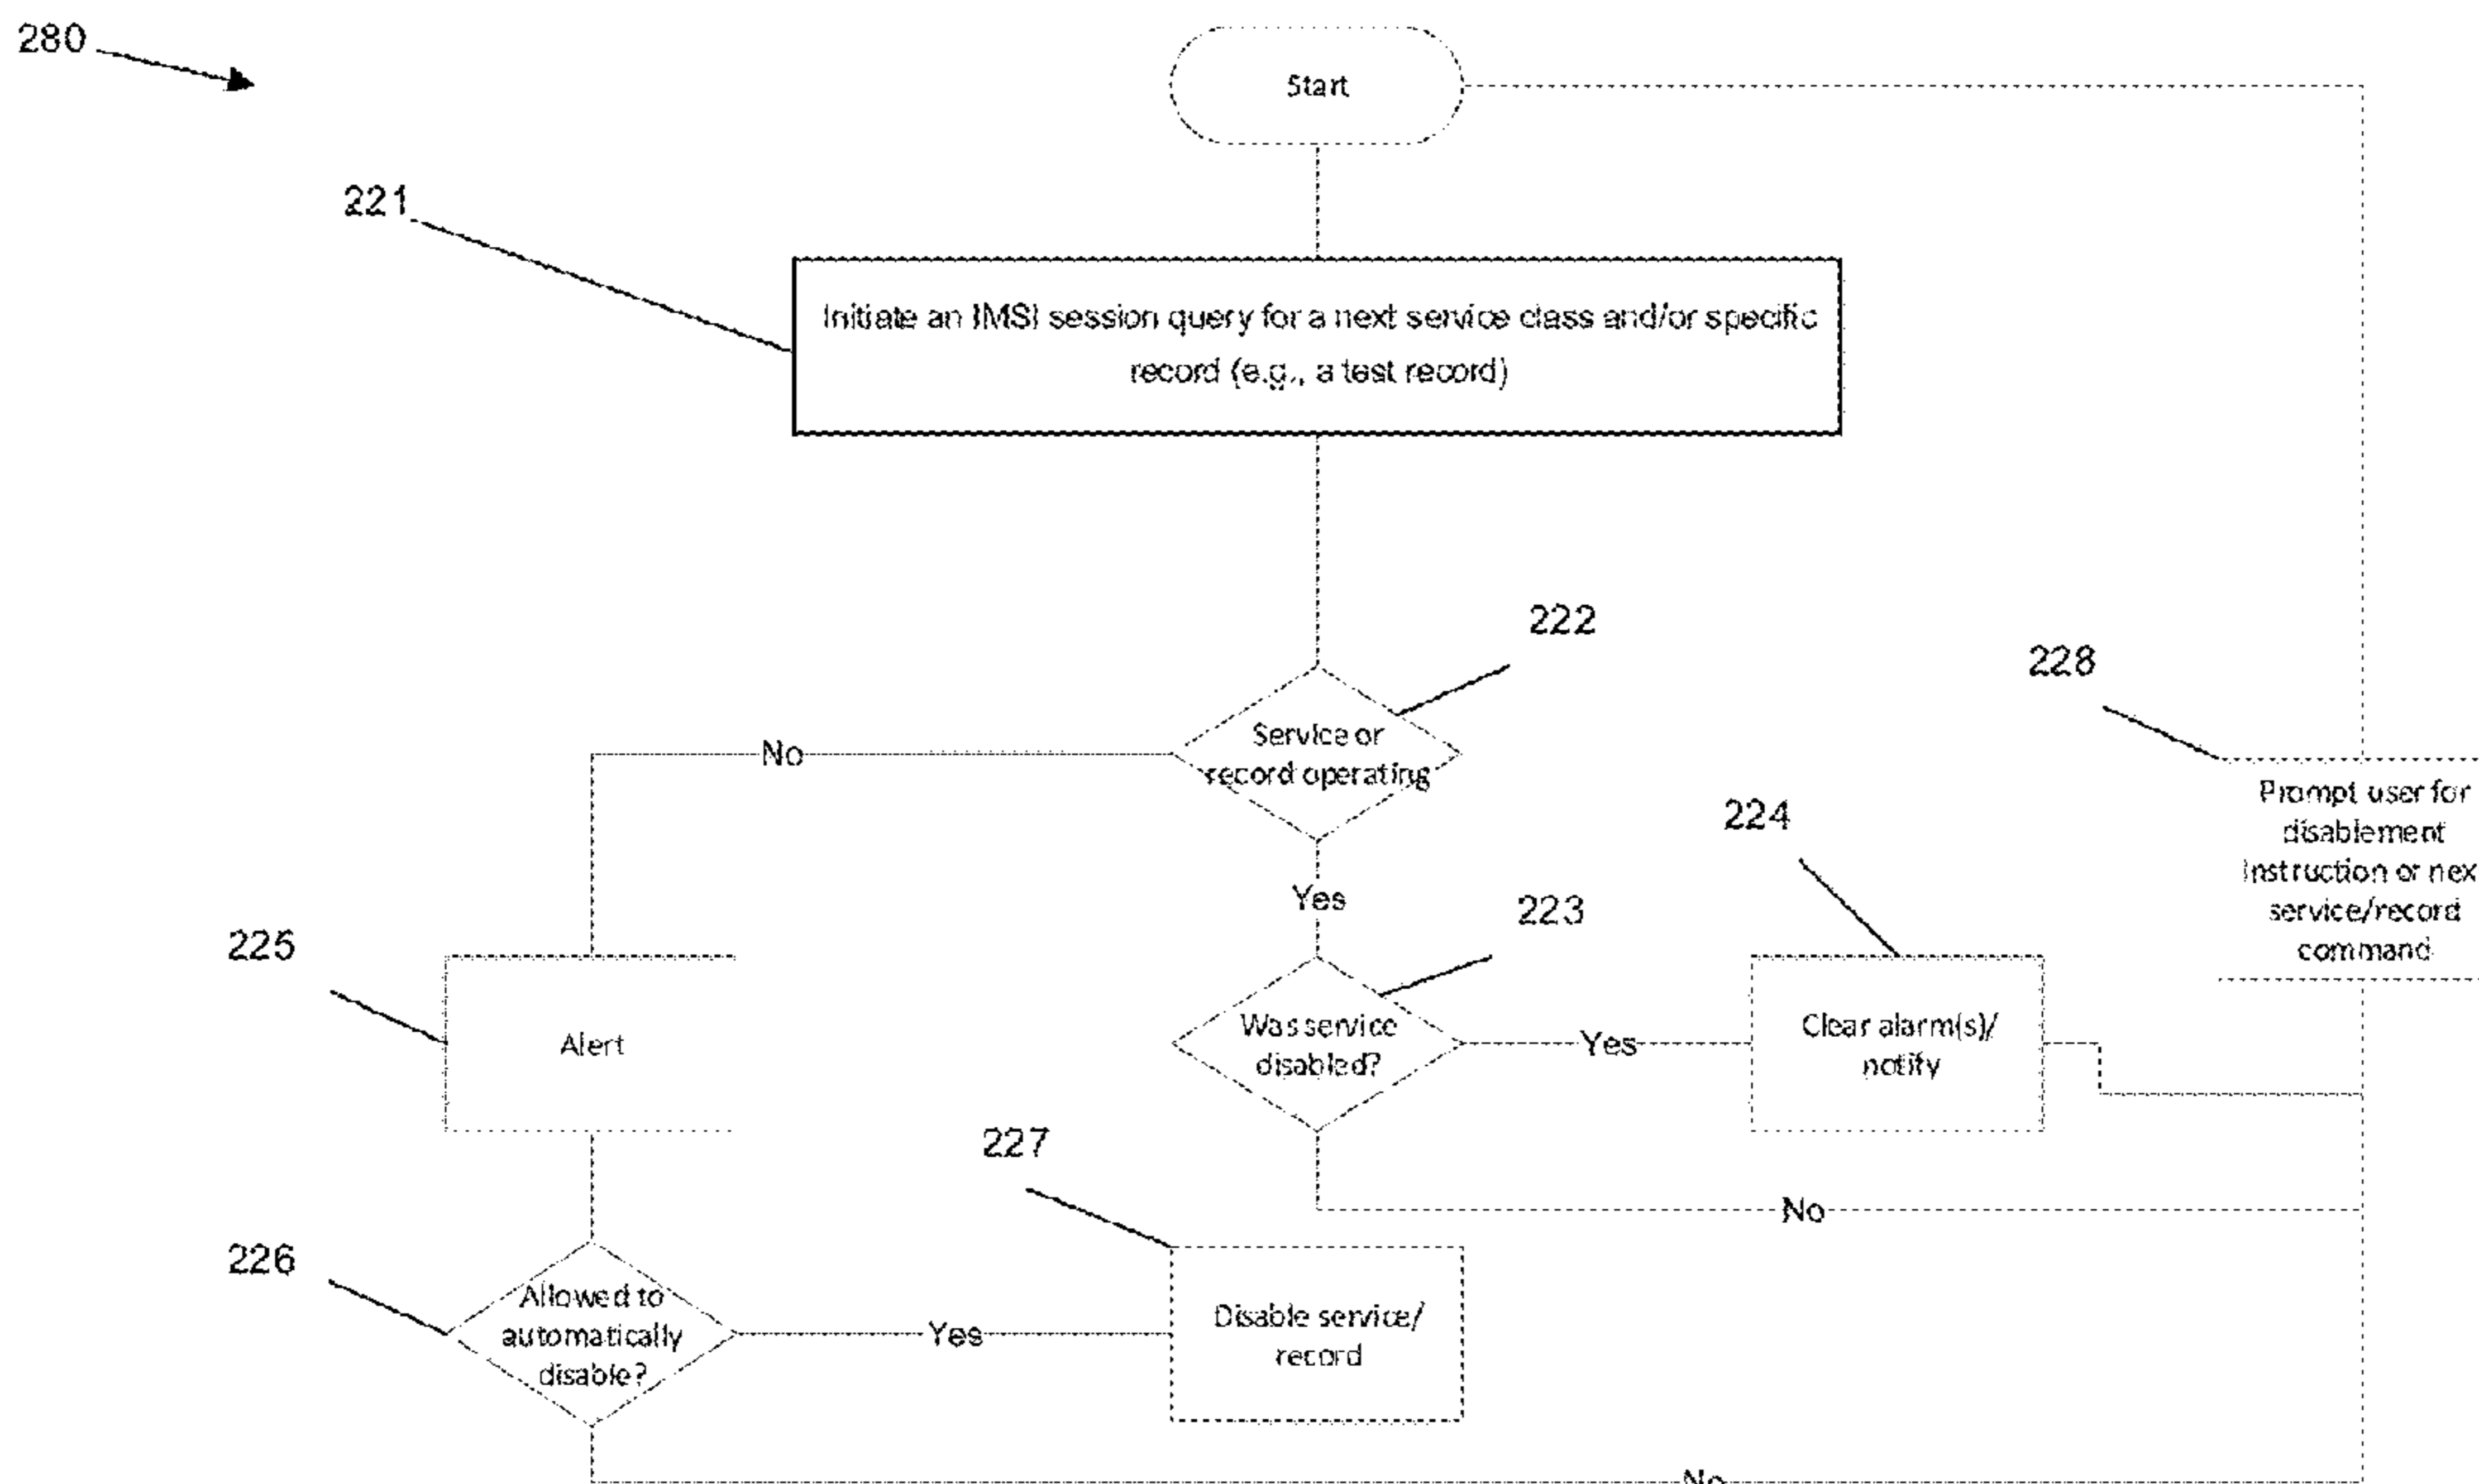 280
Start
221
Initiate an IMSI session query for a next service class and/or specific
record (e.g., a test record)
222
Service or
record operating
No
Yes
228
Prompt user for
disablement
Instruction or nex
service/record
command
224
223
Was service
disabled?
Yes
Clear alarm(s)/
notify
No
225
Alert
227
226
Allowed to
automatically
disable?
Yes
Disable service/
record
No